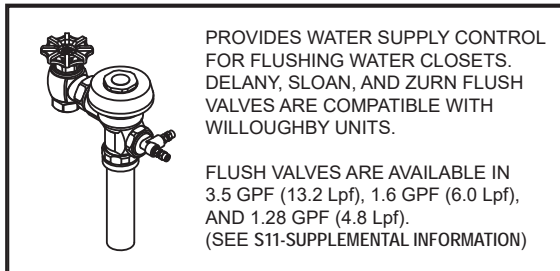 PROVIDES WATER SUPPLY CONTROL
FOR FLUSHING WATER CLOSETS.
DELANY, SLOAN, AND ZURN FLUSH
VALVES ARE COMPATIBLE WITH
WILLOUGHBY UNITS.
FLUSH VALVES ARE AVAILABLE IN
3.5 GPF (13.2 Lpf), 1.6 GPF (6.0 Lpf),
AND 1.28 GPF (4.8 Lpf).
(SEE S11-SUPPLEMENTAL INFORMATION)